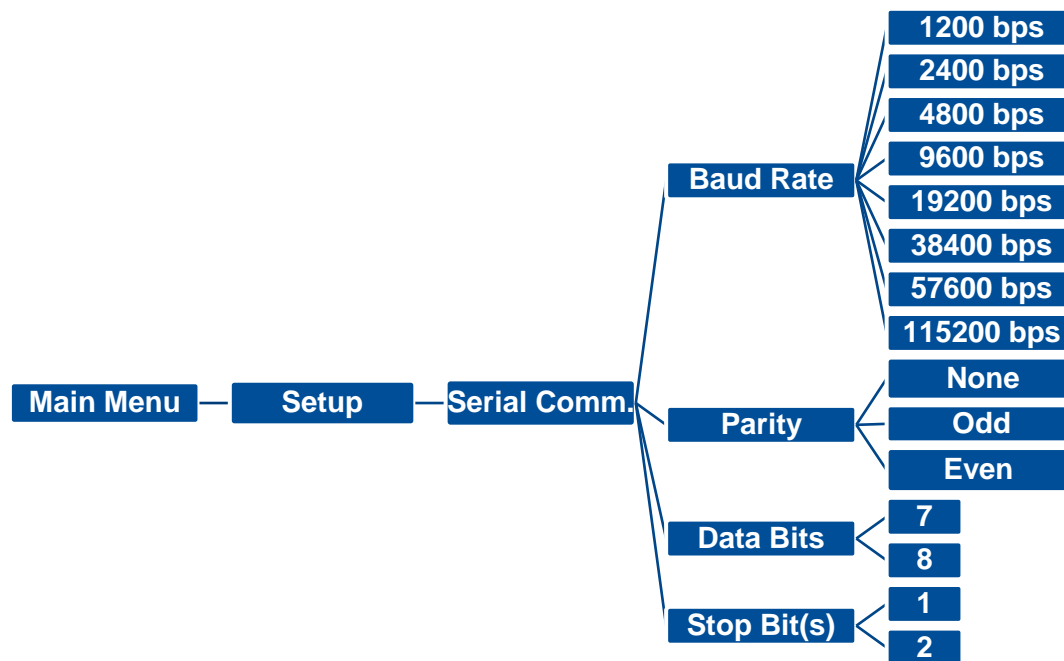 1200 bps
2400 bps
4800 bps
9600 bps
Baud Rate
19200 bps
38400 bps
57600 bps
115200 bps
None
Main Menu
Setup
Serial Comm.
Parity
Odd
Even
7
Data Bits
8
1
Stop Bit(s)
2